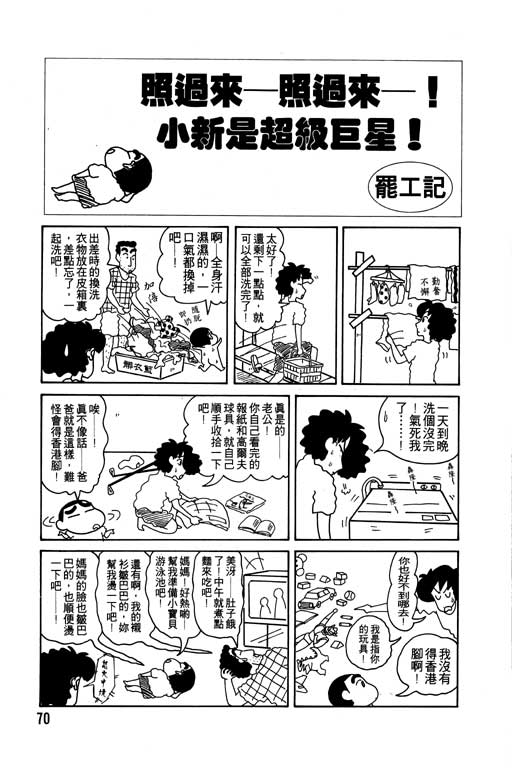 照過來─照過來─！
小新是超級巨星！
罷工記
勤奮
不懈
太好了！
還剩下一點點，就
可以全部洗完了！
啊─全身汗
濕濕的，一
口氣都換掉
吧─！
出差時的換洗
衣物放在皮箱裏
，差點忘了，一
起洗吧！
髒衣籃
一天到晚
洗個沒完
！氣死我
了……！
真是的─
老公！
你自己看完的
報紙和高爾夫
球具，就自己
順手收拾一下
吧！
唉─！
真不像話，爸
爸就是這樣，難
怪會得香港腳！
你也好不到哪去！
我是指你
的玩具！
我沒有
得香港
腳啊！
美冴─肚子餓
了！中午就煮點
麵來吃吧！
媽媽！好熱喲！
幫我準備小寶貝
游泳池吧！
還有啊，我的襯
衫皺巴巴的，妳
幫我燙一下吧！
媽媽的臉也皺巴
巴的，也順便燙
一下吧！
70